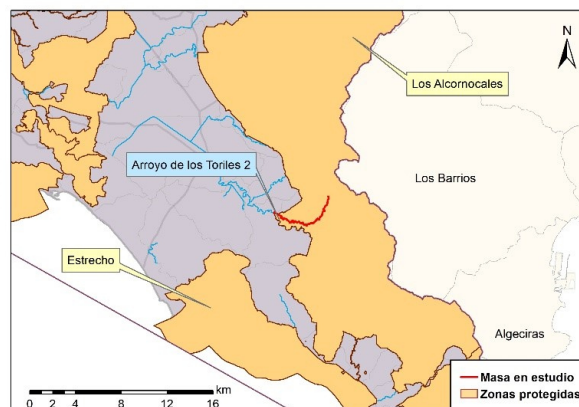 N
Los Alcornocales
Arroyo de los Toriles 2
Los Barrios
Estrecho
Algeciras
km
0 2 4 8 12 16
Masa en estudio
Zonas protegidas